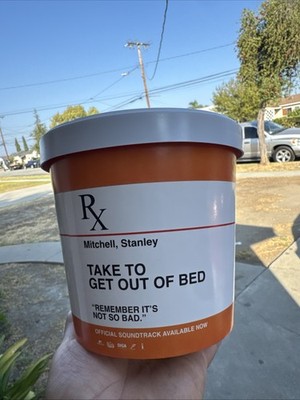 Rx
Mitchell, Stanley
TAKE TO
GET OUT OF BED
"REMEMBER IT'S
NOT SO BAD."
OFFICIAL SOUNDTRACK AVAILABLE NOW